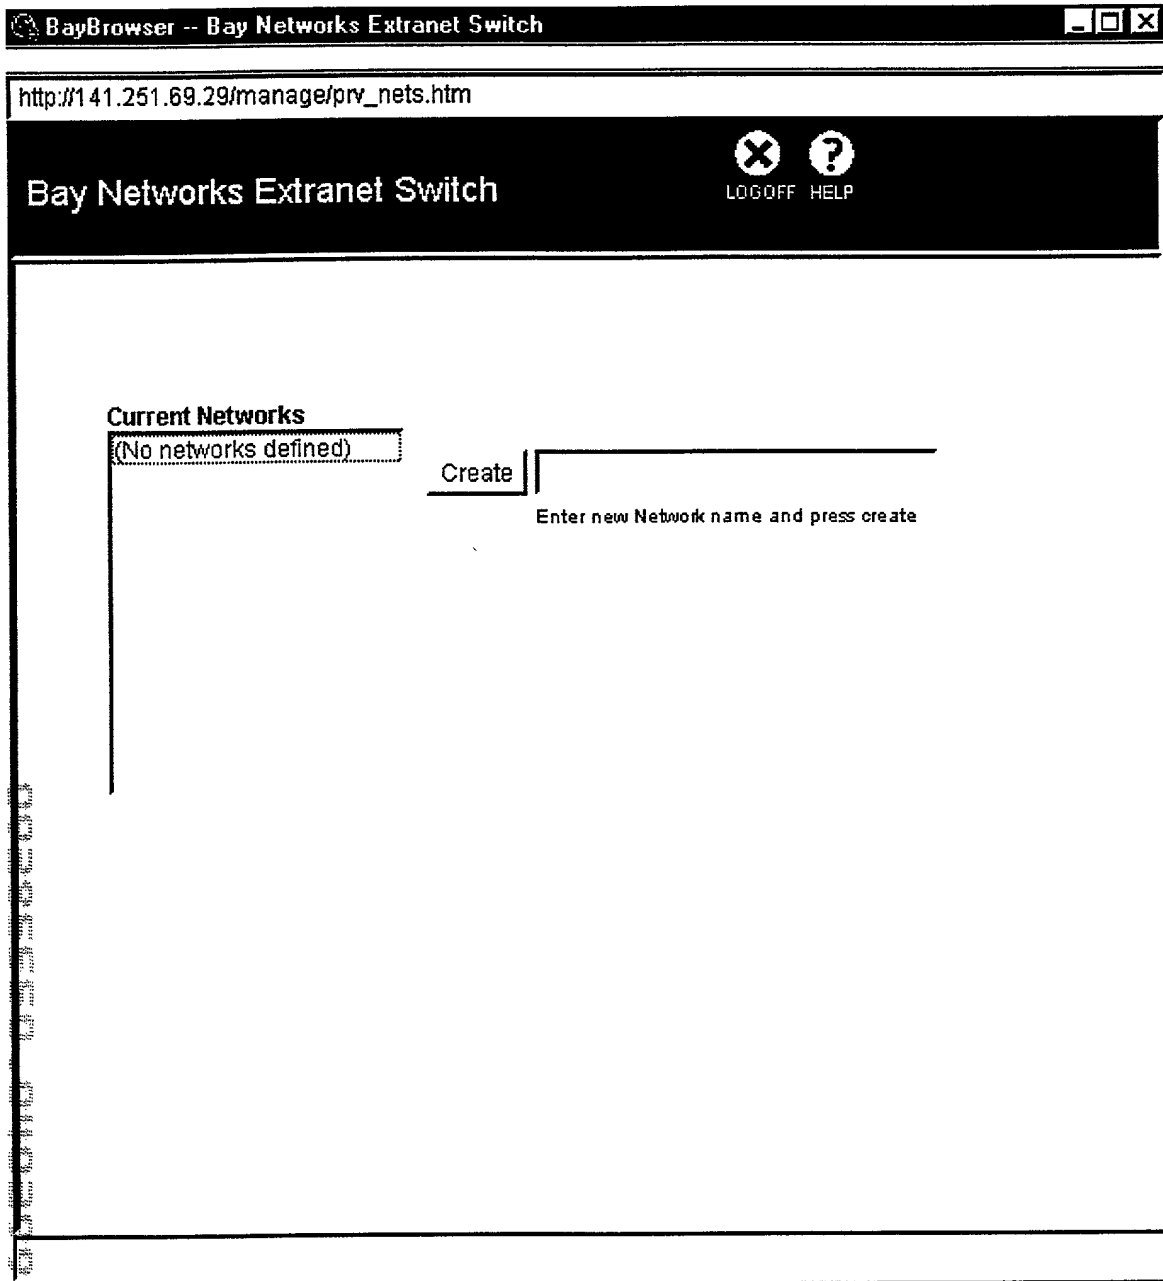 BayBrowser -- Bay Networks Extranet Switch
http://141.251.69.29/manage/prv_nets.htm
Bay Networks Extranet Switch
LOGOFF HELP
Current Networks
(No networks defined)
Create
Enter new Network name and press create